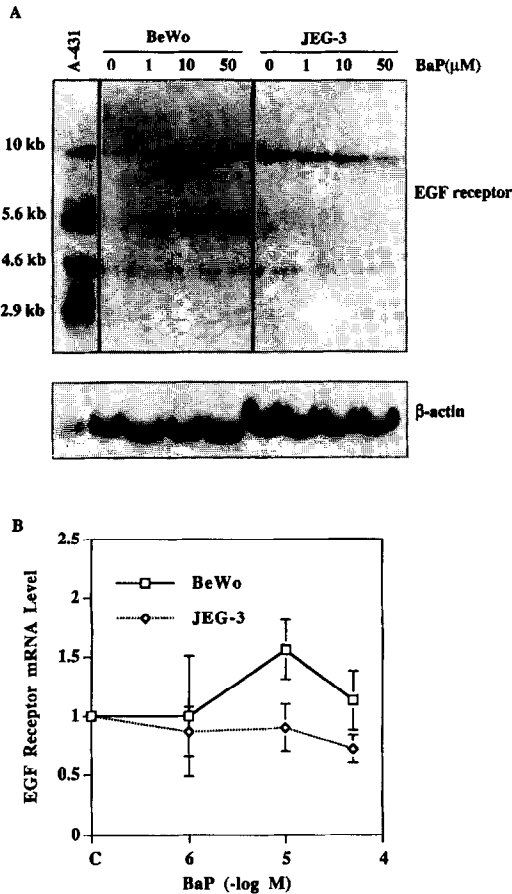 A
A-431
BeWo
JEG-3
0 1 10 50 0 1 10 50 BaP(μM)
10 kb
5.6 kb
4.6 kb
2.9 kb
EGF receptor
β-actin
B
EGF Receptor mRNA Level
2.5
2
1.5
1
0.5
0
BeWo
JEG-3
C 6 5 4
BaP (-log M)